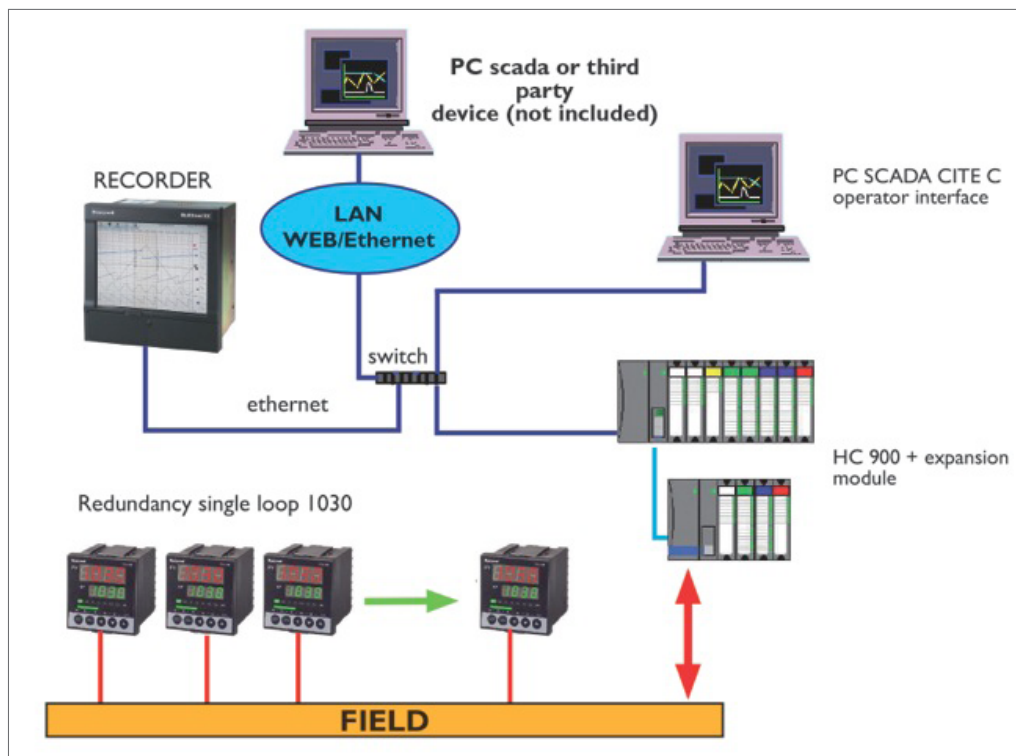 PC scada or third
party
device (not included)
RECORDER
PC SCADA CITE C
operator interface
LAN
WEB/Ethernet
switch
ethernet
HC 900 + expansion
module
Redundancy single loop 1030
FIELD